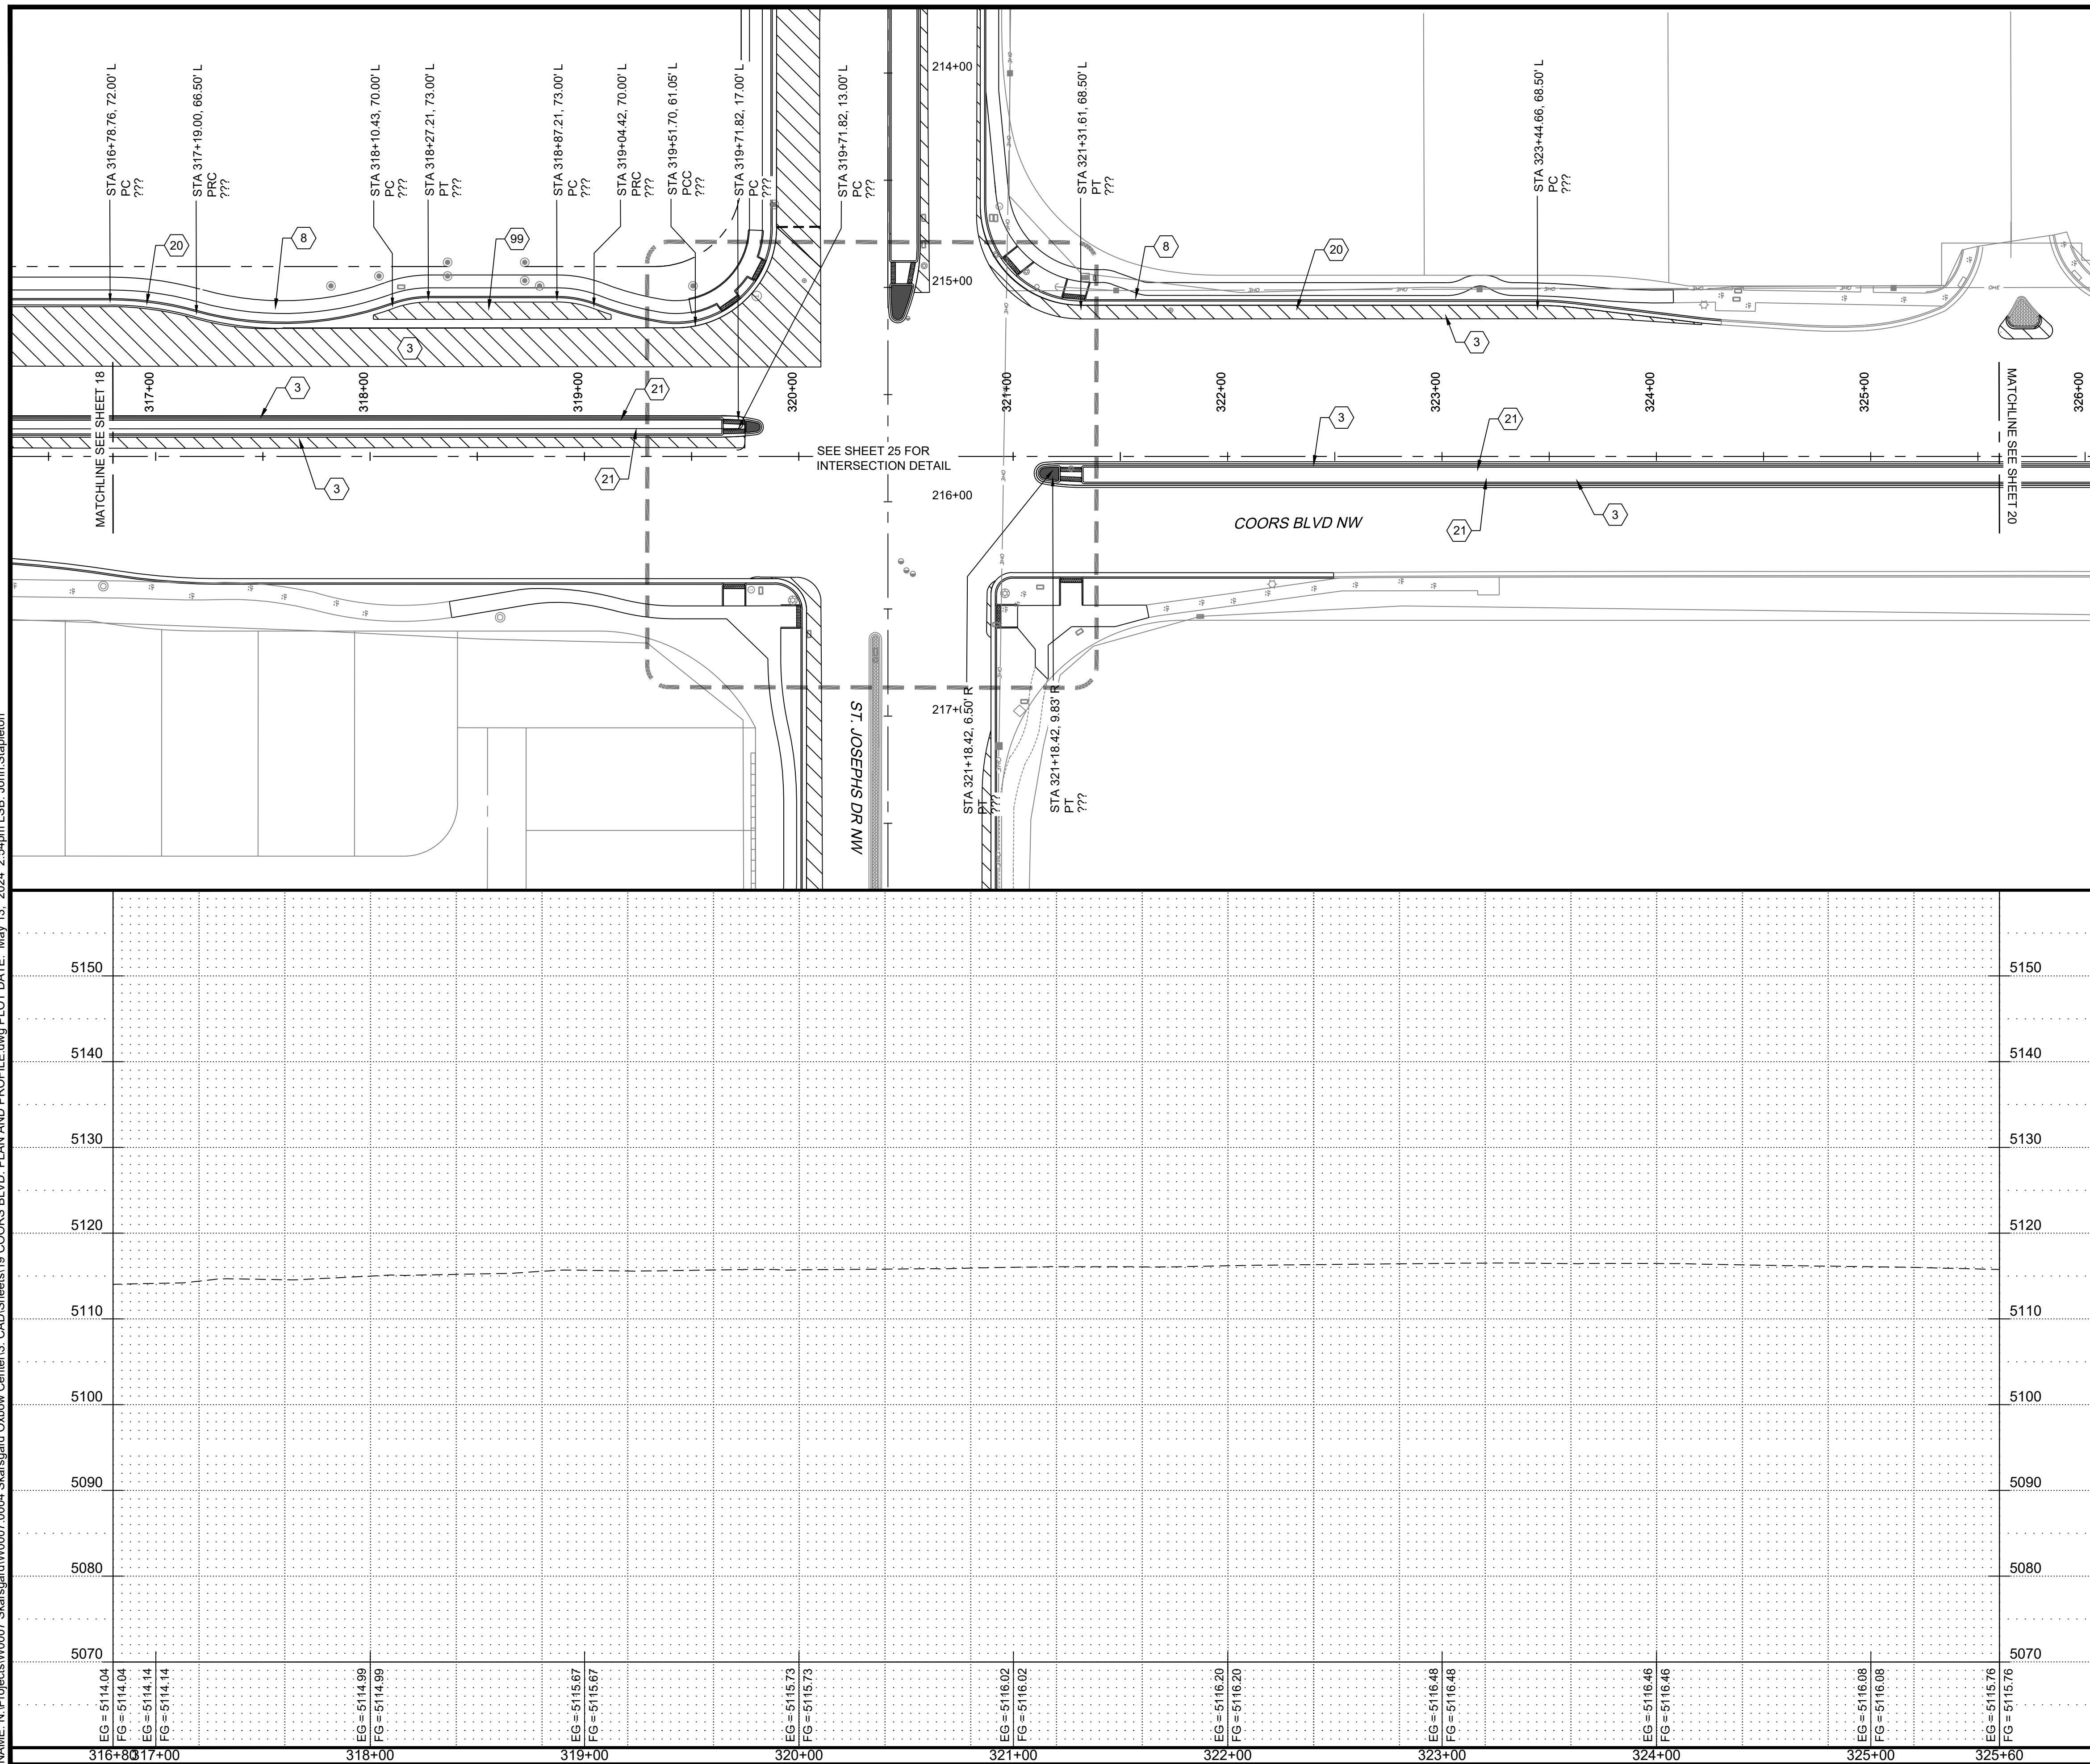 STA 316+78.76, 72.00' L
PC
???
STA 317+19.00, 66.50' L
PRC
???
STA 318+10.43, 70.00' L
PC
???
STA 318+27.21, 73.00' L
PT
???
STA 318+87.21, 73.00' L
PC
???
STA 319+04.42, 70.00' L
PRC
???
STA 319+51.70, 61.05' L
PCC
???
STA 319+71.82, 17.00' L
PC
???
STA 319+71.82, 13.00' L
PC
???
STA 321+31.61, 68.50' L
PT
???
STA 323+44.66, 68.50' L
PC
???
214+00
20
8
99
8
20
215+00
3
3
MATCHLINE SEE SHEET 18
317+00
318+00
319+00
320+00
321+00
322+00
323+00
324+00
325+00
326+00
MATCHLINE SEE SHEET 20
3
21
3
21
SEE SHEET 25 FOR
INTERSECTION DETAIL
3
21
216+00
COORS BLVD NW
21
3
217+
ST. JOSEPHS DR NW
STA 321+18.42, 6.50' R
PT
???
STA 321+18.42, 9.83' R
PT
???
5150
5150
5140
5140
5130
5130
5120
5120
5110
5110
5100
5100
5090
5090
5080
5080
5070
5070
EG = 5114.04
FG = 5114.04
EG = 5114.14
FG = 5114.14
EG = 5114.99
FG = 5114.99
EG = 5115.67
FG = 5115.67
EG = 5115.73
FG = 5115.73
EG = 5116.02
FG = 5116.02
EG = 5116.20
FG = 5116.20
EG = 5116.48
FG = 5116.48
EG = 5116.46
FG = 5116.46
EG = 5116.08
FG = 5116.08
EG = 5115.76
FG = 5115.76
316+80
317+00
318+00
319+00
320+00
321+00
322+00
323+00
324+00
325+00
325+60